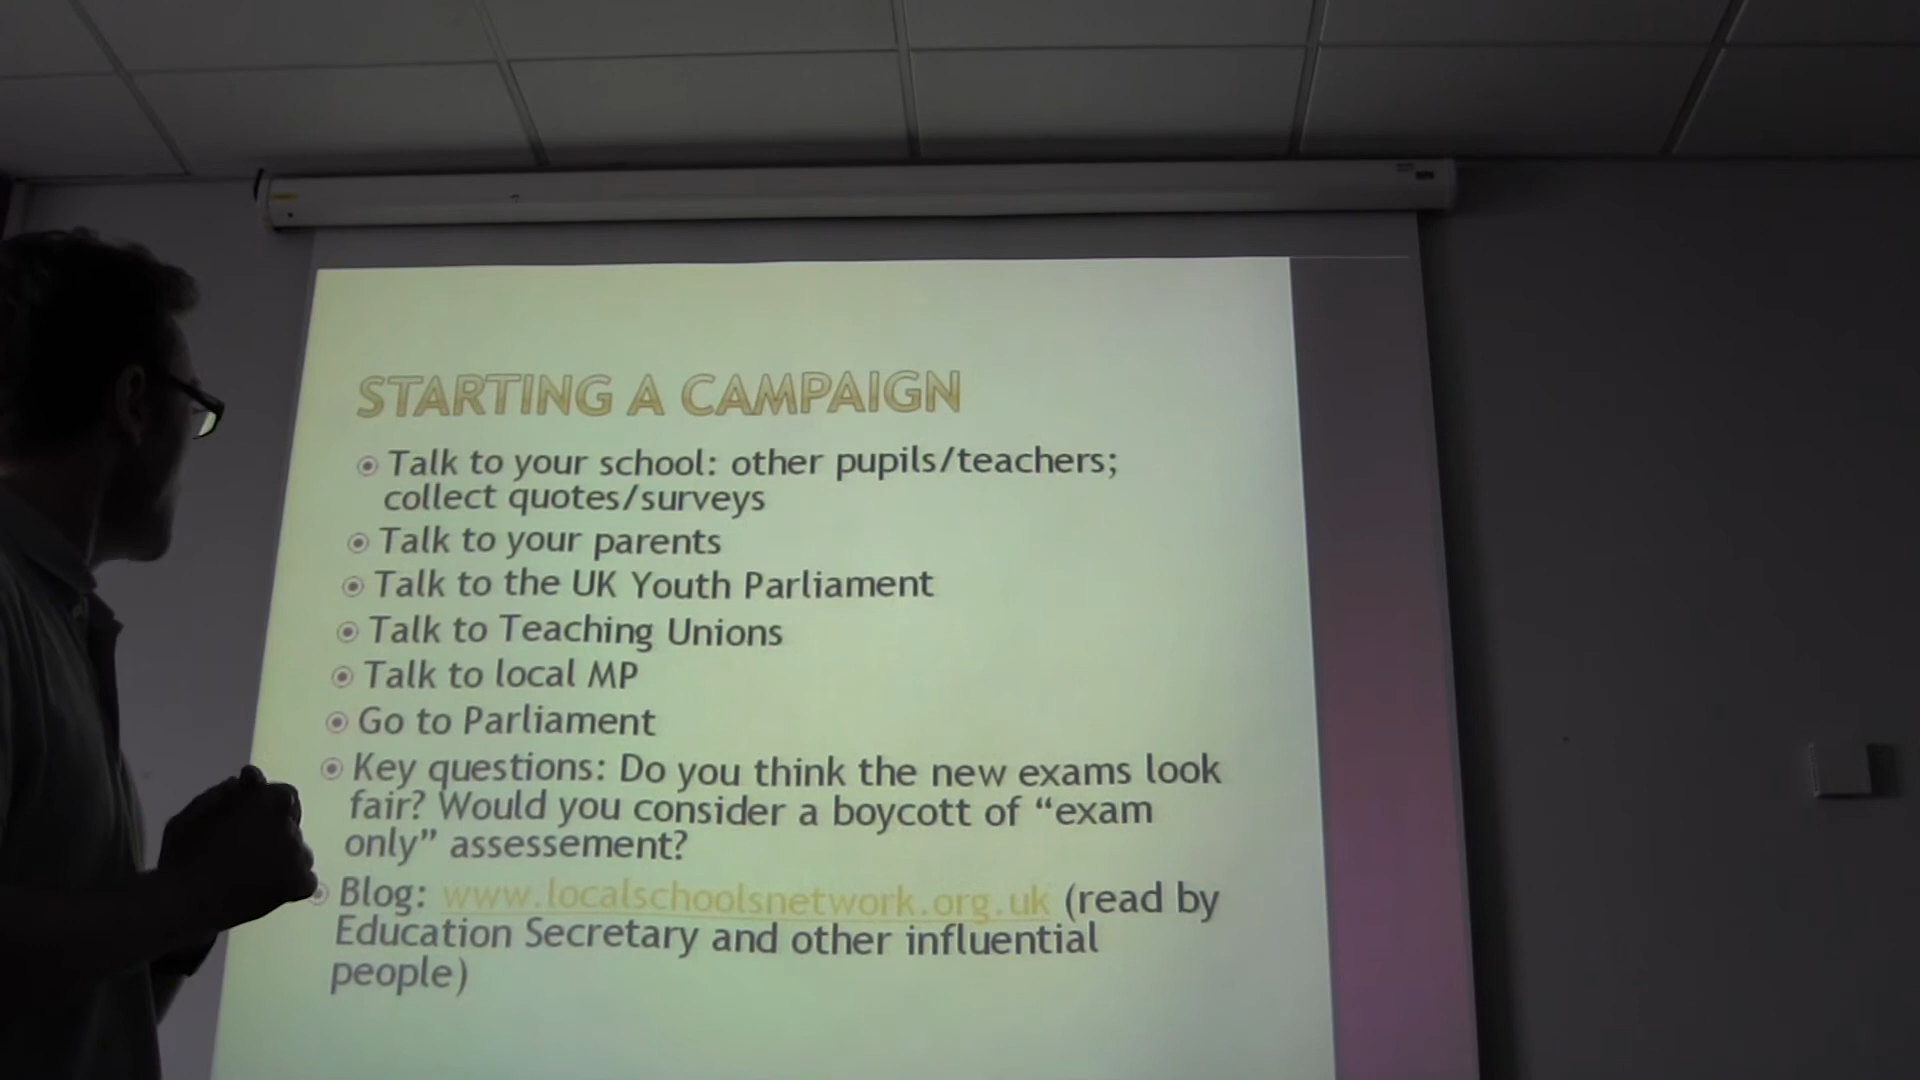 STARTING A CAMPAIGN
Talk to your school: other pupils/teachers;
collect quotes/surveys
Talk to your parents
Talk to the UK Youth Parliament
Talk to Teaching Unions
Talk to local MP
Go to Parliament
Key questions: Do you think the new exams look
fair? Would you consider a boycott of “exam
only” assessement?
Blog: www.localschoolsnetwork.org.uk (read by
Education Secretary and other influential
people)